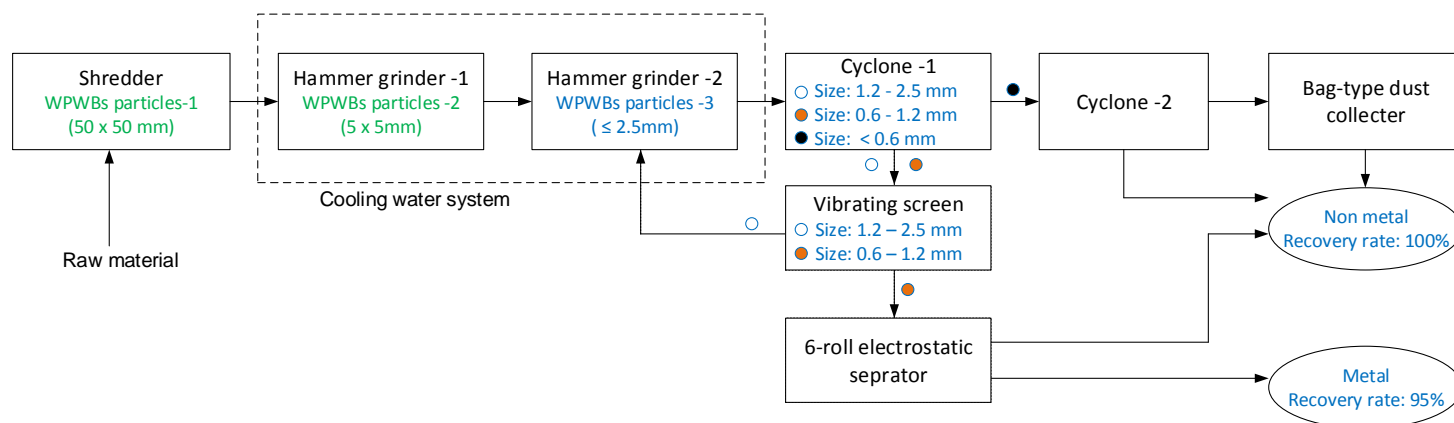 Shredder
WPWBs particles-1
(50 x 50 mm)
Hammer grinder -1
WPWBs particles -2
(5 x 5mm)
Hammer grinder -2
WPWBs particles -3
( ≤ 2.5mm)
Cyclone -1
Size: 1.2 - 2.5 mm
Size: 0.6 - 1.2 mm
Size:  < 0.6 mm
Cyclone -2
Bag-type dust
collecter
Cooling water system
Raw material
Vibrating screen
Size: 1.2 – 2.5 mm
Size: 0.6 – 1.2 mm
Non metal
Recovery rate: 100%
6-roll electrostatic
seprator
Metal
Recovery rate: 95%